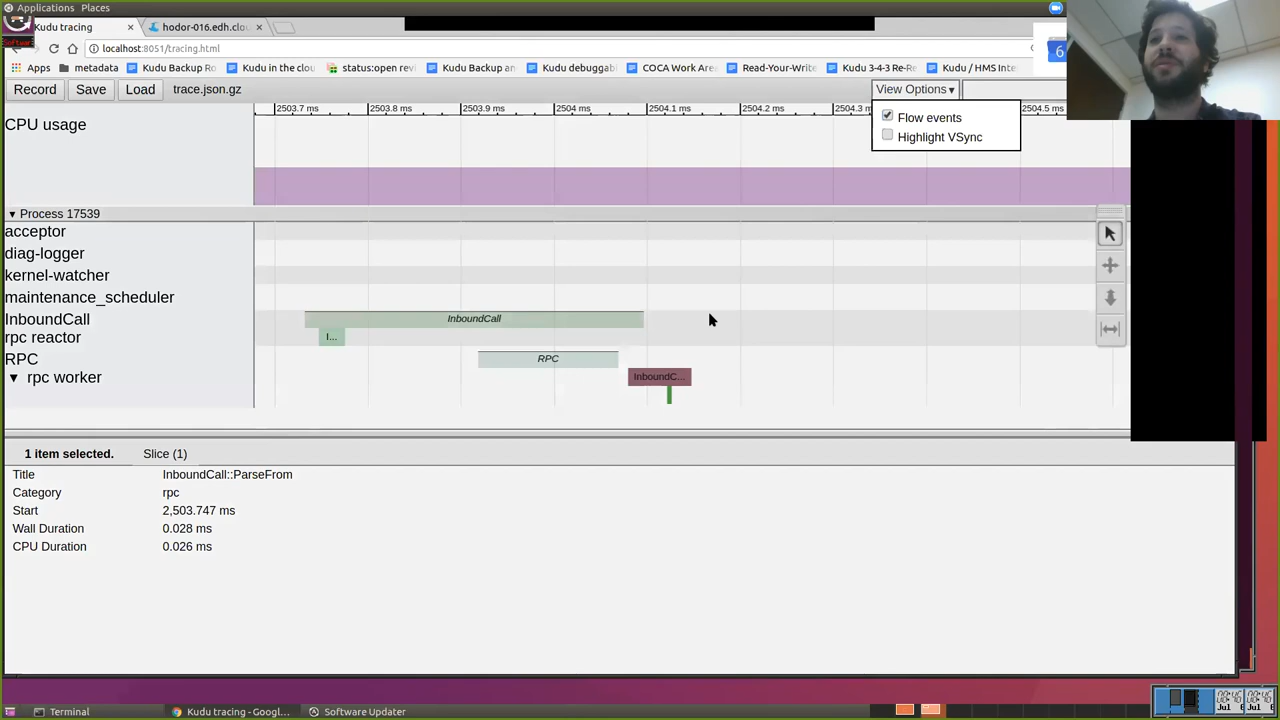 Applications Places
Kudu tracing × hodor-016.edh.clou ×
localhost:8051/tracing.html
Apps metadata Kudu Backup Ro Kudu in the clou status:open revi Kudu Backup an Kudu debuggabl COCA Work Area Read-Your-Write Kudu 3-4-3 Re-Re Kudu / HMS Inte
6
Record Save Load trace.json.gz View Options▾
2503.7 ms 2503.8 ms 2503.9 ms 2504 ms 2504.1 ms 2504.2 ms 2504.3 2504.5 ms
Flow events
Highlight VSync
CPU usage
▾ Process 17539
acceptor
diag-logger
kernel-watcher
maintenance_scheduler
InboundCall InboundCall
rpc reactor I...
RPC RPC
▼ rpc worker InboundC...
1 item selected. Slice (1)
Title InboundCall::ParseFrom
Category rpc
Start 2,503.747 ms
Wall Duration 0.028 ms
CPU Duration 0.026 ms
Terminal Kudu tracing - Googl... Software Updater